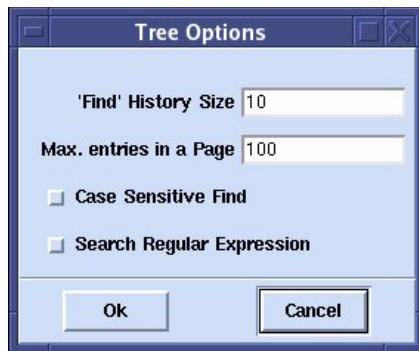 Tree Options
'Find' History Size 10
Max. entries in a Page 100
Case Sensitive Find
Search Regular Expression
Ok Cancel